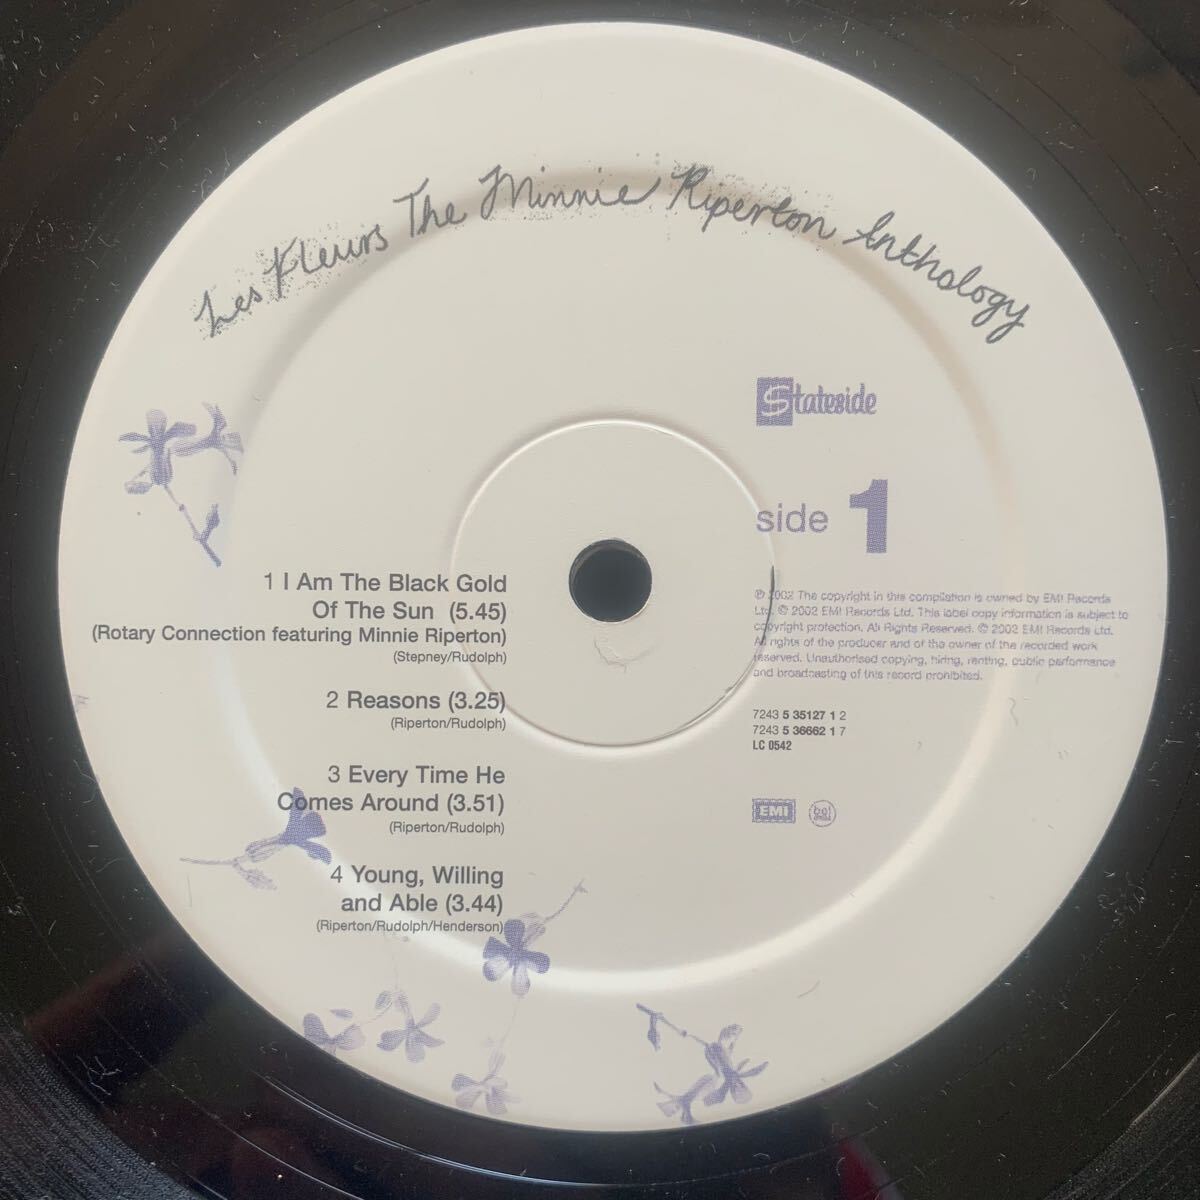 Les Fleurs The Minnie Riperton Anthology
Stateside
side 1
1 I Am The Black Gold
Of The Sun (5.45)
(Rotary Connection featuring Minnie Riperton)
(Stepney/Rudolph)
2 Reasons (3.25)
(Riperton/Rudolph)
3 Every Time He
Comes Around (3.51)
(Riperton/Rudolph)
4 Young, Willing
and Able (3.44)
(Riperton/Rudolph/Henderson)
℗ 2002 The copyright in this compilation is owned by EMI Records
Ltd. © 2002 EMI Records Ltd. This label copy information is subject to
copyright protection. All Rights Reserved. © 2002 EMI Records Ltd.
All rights of the producer and of the owner of the recorded work
reserved. Unauthorised copying, hiring, renting, public performance
and broadcasting of this record prohibited.
7243 5 35127 1 2
7243 5 36662 1 7
LC 0542
EMI